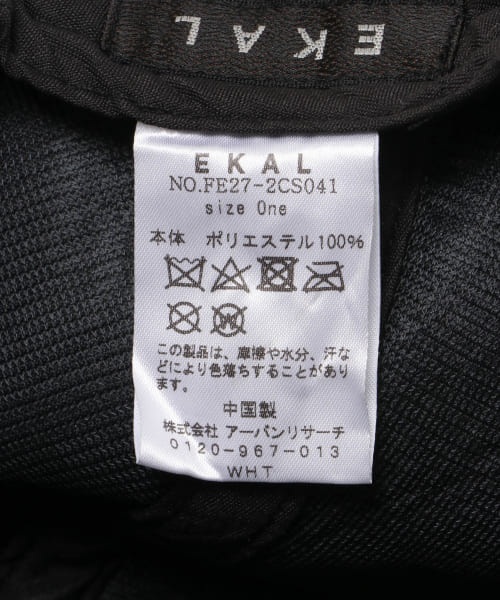 EKAL
EKAL
NO.FE27-2CS041
size One
本体 ポリエステル100%
W
この製品は、摩擦や水分、汗な
どにより色落ちすることがあり
ます。
中国製
株式会社 アーバンリサーチ
0120-967-013
WHT